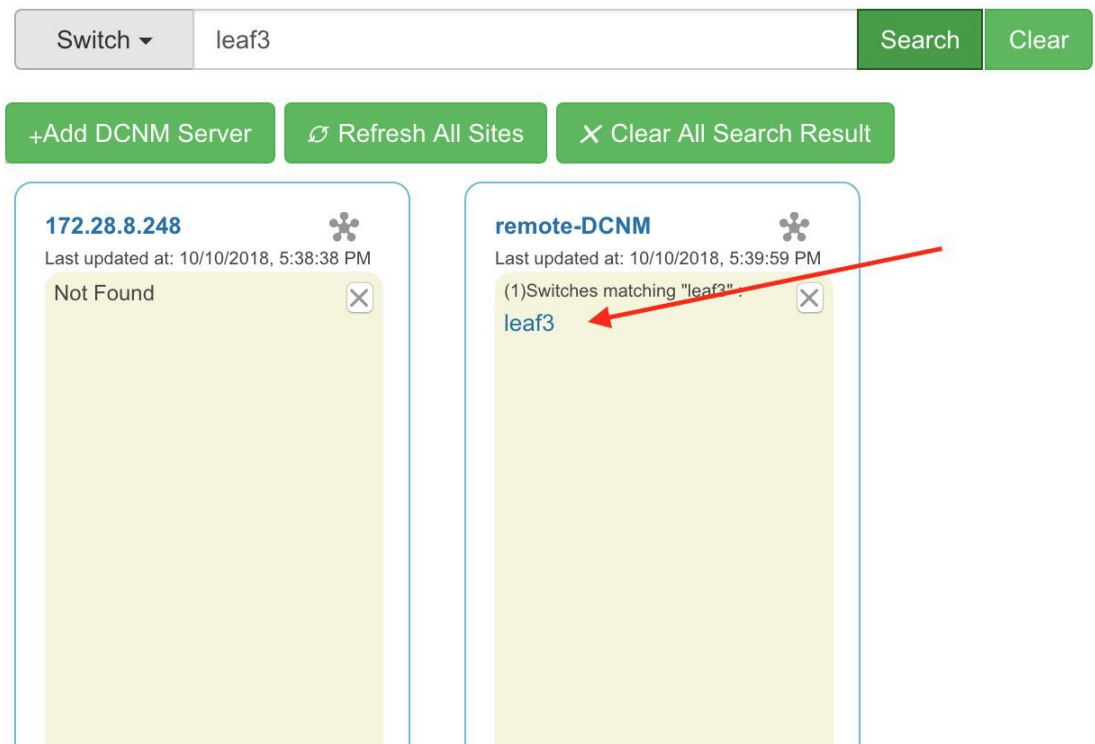 Switch leaf3 Search Clear
+Add DCNM Server Refresh All Sites Clear All Search Result
172.28.8.248
Last updated at: 10/10/2018, 5:38:38 PM
Not Found
remote-DCNM
Last updated at: 10/10/2018, 5:39:59 PM
(1)Switches matching "leaf3" :
leaf3